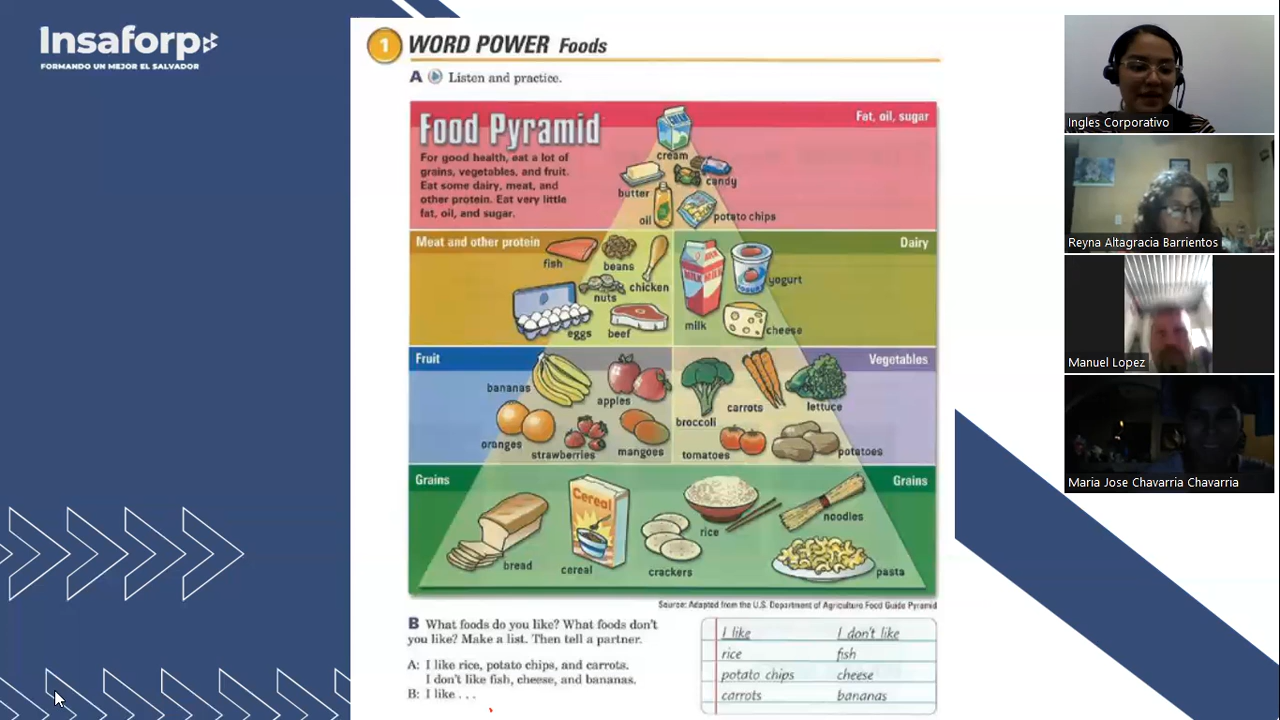 Insaforp
FORMANDO UN MEJOR EL SALVADOR
1 WORD POWER Foods
A Listen and practice.
Food Pyramid
Fat, oil, sugar
For good health, eat a lot of
grains, vegetables, and fruit.
Eat some dairy, meat, and
other protein. Eat very little
fat, oil, and sugar.
cream
butter
candy
oil
potato chips
Meat and other protein
Dairy
fish
beans
chicken
nuts
eggs
beef
yogurt
milk
cheese
Fruit
Vegetables
bananas
apples
oranges
strawberries
mangoes
broccoli
carrots
lettuce
tomatoes
potatoes
Grains
Grains
Cereal
bread
cereal
crackers
rice
noodles
pasta
Source: Adapted from the U.S. Department of Agriculture Food Guide Pyramid
B What foods do you like? What foods don't
you like? Make a list. Then tell a partner.
A: I like rice, potato chips, and carrots.
I don't like fish, cheese, and bananas.
B: I like . . .
I like I don't like
rice fish
potato chips cheese
carrots bananas
Ingles Corporativo
Reyna Altagracia Barrientos
Manuel Lopez
Maria Jose Chavarria Chavarria